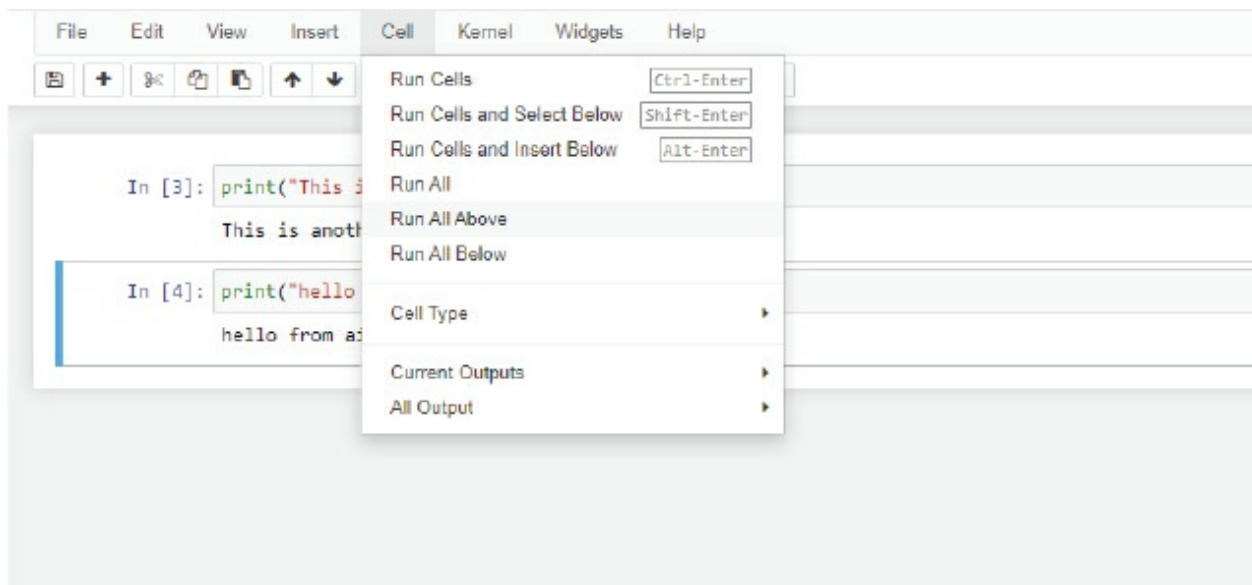 File Edit View Insert Cell Kernel Widgets Help
Run Cells Ctrl-Enter
Run Cells and Select Below Shift-Enter
Run Cells and Insert Below Alt-Enter
In [3]: print("This Run All
Run All Above
This is Run All Below
In [4]: print("hello
Cell Type
hello from
Current Outputs
All Output